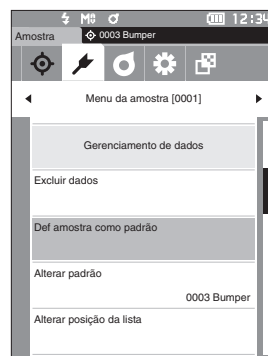 12:34
Amostra
0003 Bumper
Menu da amostra [0001]
Gerenciamento de dados
Excluir dados
Def amostra como padrão
Alterar padrão
0003 Bumper
Alterar posição da lista